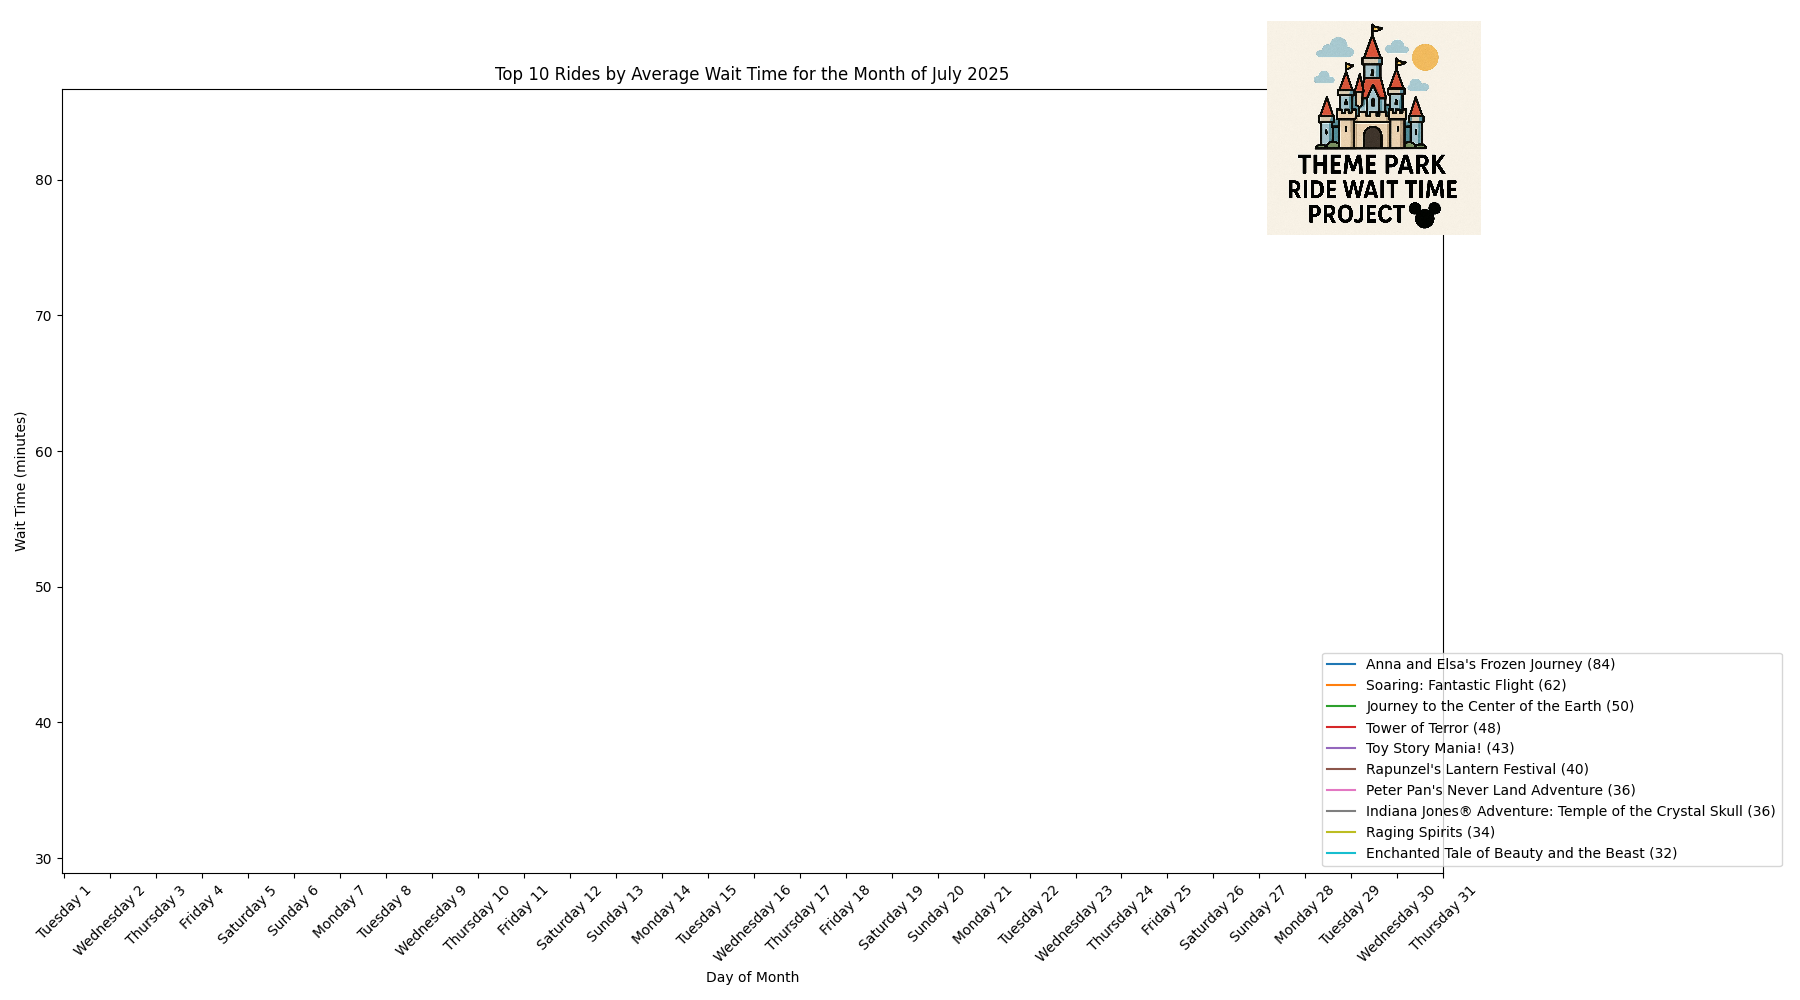 Top 10 Rides by Average Wait Time for the Month of July 2025
THEME PARK
RIDE WAIT TIME
PROJECT
Wait Time (minutes)
80
70
60
50
40
30
Anna and Elsa's Frozen Journey (84)
Soaring: Fantastic Flight (62)
Journey to the Center of the Earth (50)
Tower of Terror (48)
Toy Story Mania! (43)
Rapunzel's Lantern Festival (40)
Peter Pan's Never Land Adventure (36)
Indiana Jones® Adventure: Temple of the Crystal Skull (36)
Raging Spirits (34)
Enchanted Tale of Beauty and the Beast (32)
Tuesday 1
Wednesday 2
Thursday 3
Friday 4
Saturday 5
Sunday 6
Monday 7
Tuesday 8
Wednesday 9
Thursday 10
Friday 11
Saturday 12
Sunday 13
Monday 14
Tuesday 15
Wednesday 16
Thursday 17
Friday 18
Saturday 19
Sunday 20
Monday 21
Tuesday 22
Wednesday 23
Thursday 24
Friday 25
Saturday 26
Sunday 27
Monday 28
Tuesday 29
Wednesday 30
Thursday 31
Day of Month